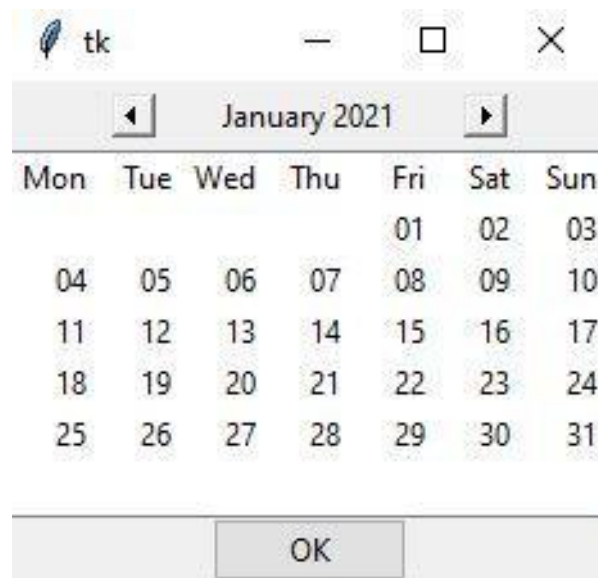 tk
January 2021
Mon Tue Wed Thu Fri Sat Sun
01 02 03
04 05 06 07 08 09 10
11 12 13 14 15 16 17
18 19 20 21 22 23 24
25 26 27 28 29 30 31
OK